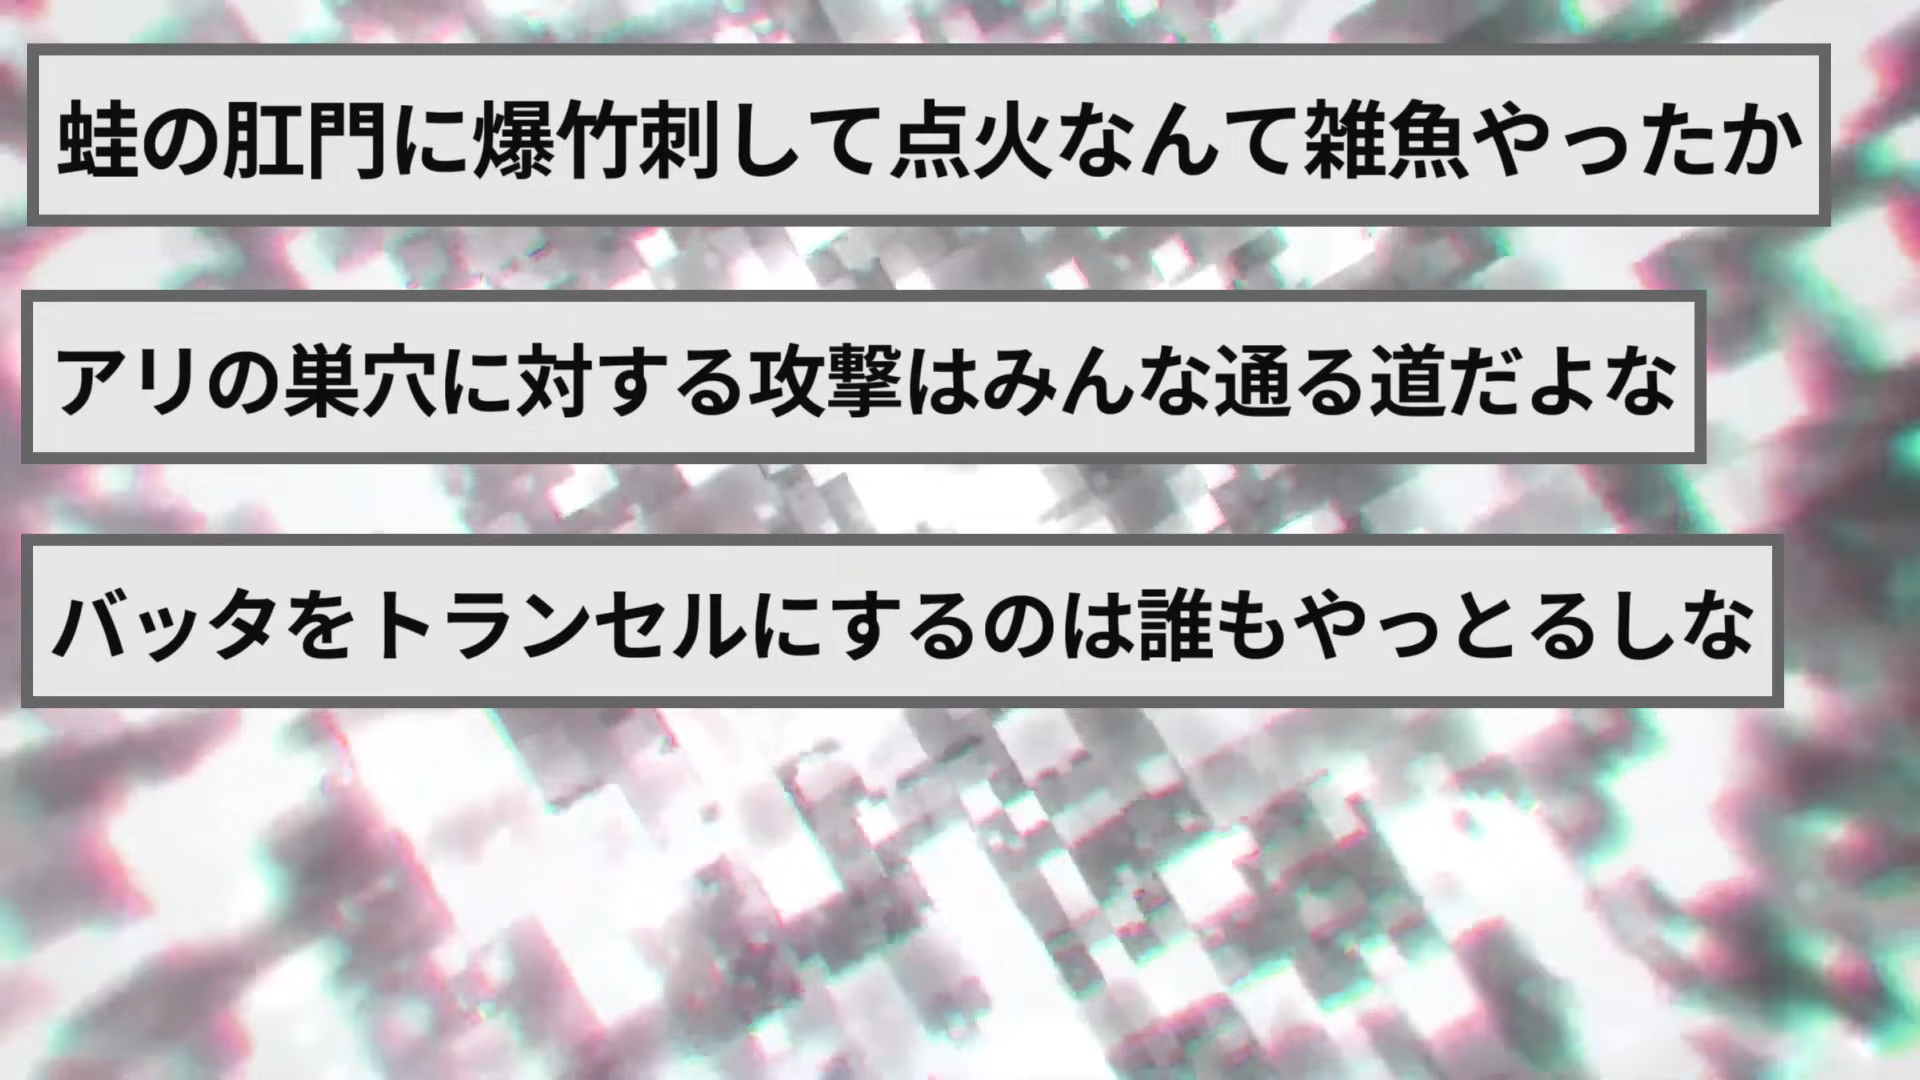 蛙の肛門に爆竹刺して点火なんて雑魚やったか
アリの巣穴に対する攻撃はみんな通る道だよな
バッタをトランセルにするのは誰もやっとるしな